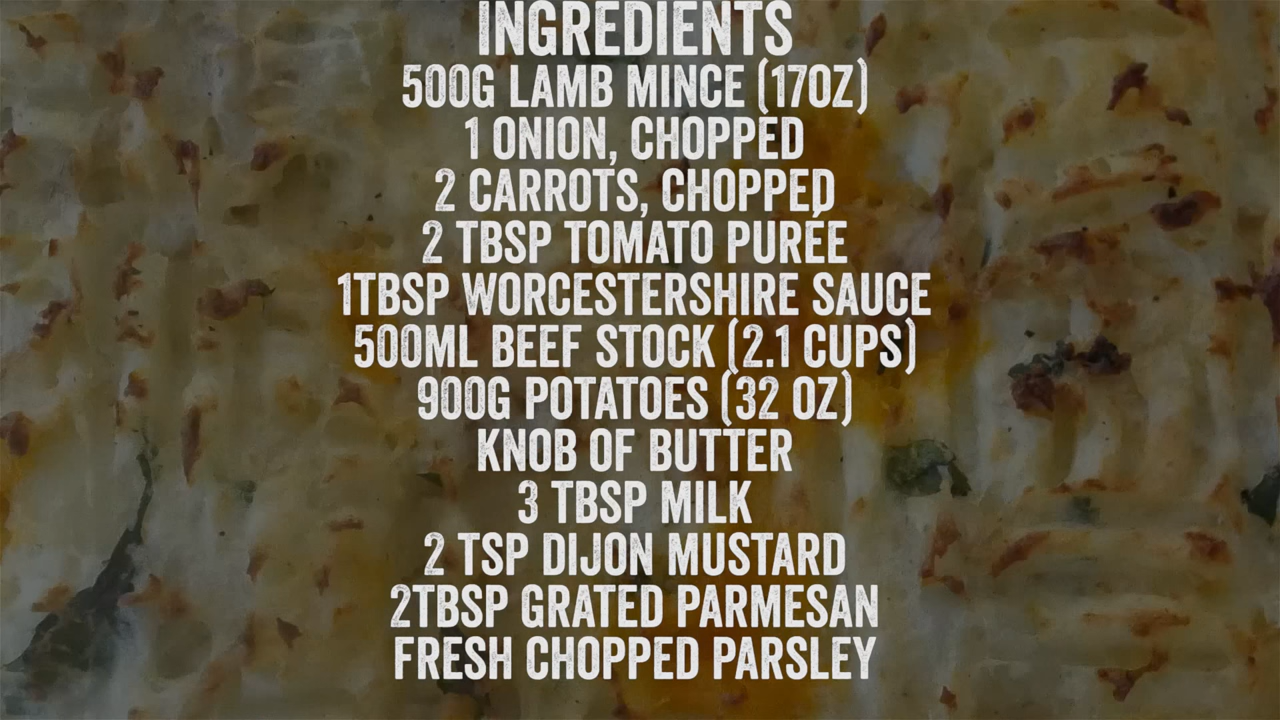 INGREDIENTS
500G LAMB MINCE (17OZ)
1 ONION, CHOPPED
2 CARROTS, CHOPPED
2 TBSP TOMATO PURÉE
1TBSP WORCESTERSHIRE SAUCE
500ML BEEF STOCK (2.1 CUPS)
900G POTATOES (32 OZ)
KNOB OF BUTTER
3 TBSP MILK
2 TSP DIJON MUSTARD
2TBSP GRATED PARMESAN
FRESH CHOPPED PARSLEY